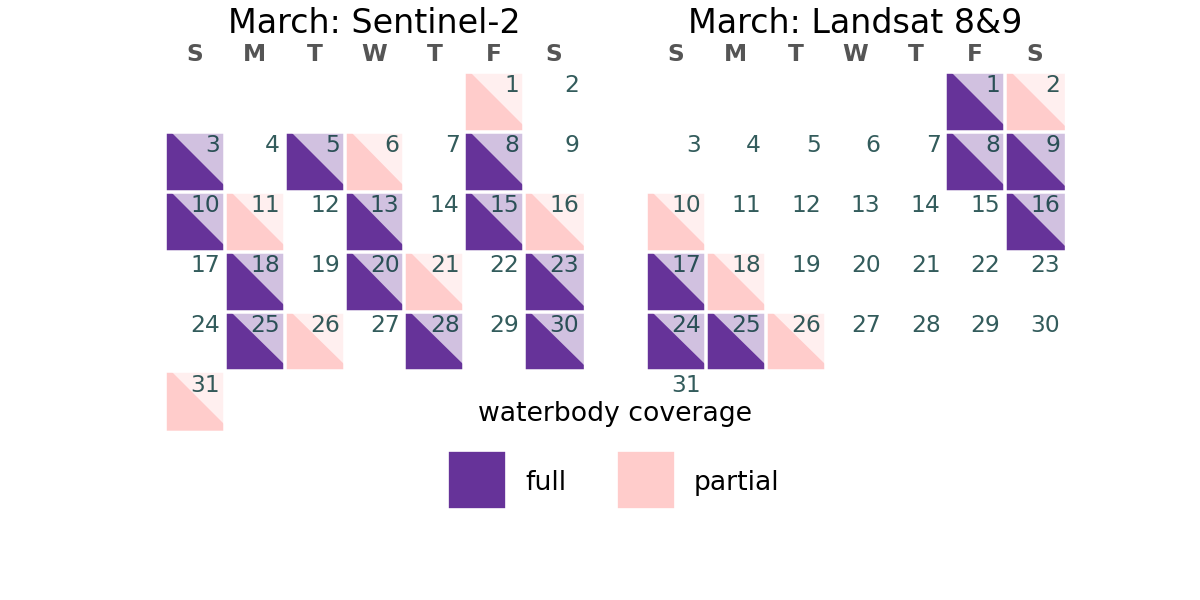 March: Sentinel-2
S M T W T F S
1 2
3 4 5 6 7 8 9
10 11 12 13 14 15 16
17 18 19 20 21 22 23
24 25 26 27 28 29 30
31
March: Landsat 8&9
S M T W T F S
1 2
3 4 5 6 7 8 9
10 11 12 13 14 15 16
17 18 19 20 21 22 23
24 25 26 27 28 29 30
31
waterbody coverage
full
partial